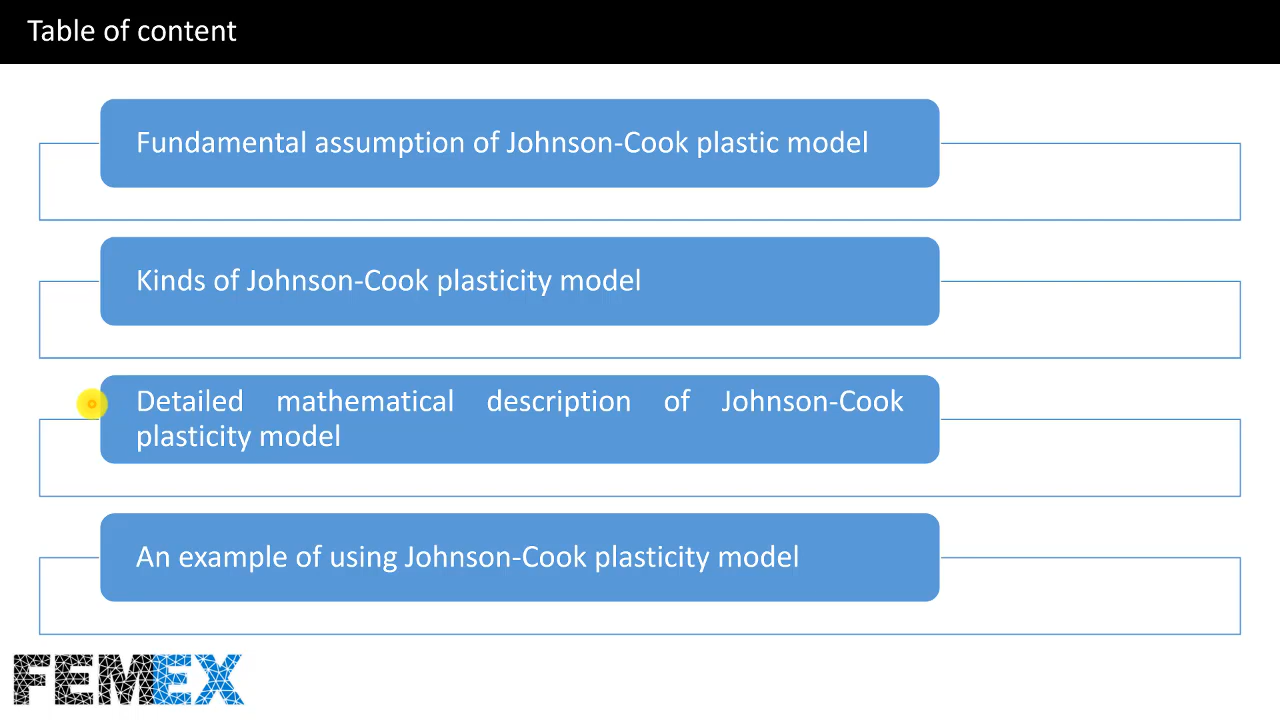 Table of content
Fundamental assumption of Johnson-Cook plastic model
Kinds of Johnson-Cook plasticity model
Detailed mathematical description of Johnson-Cook
plasticity model
An example of using Johnson-Cook plasticity model
FEMEX